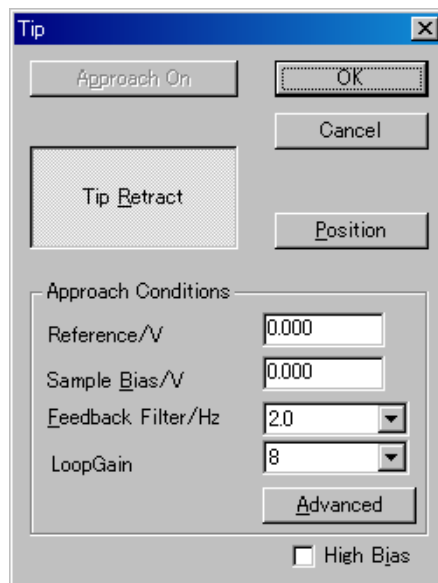 Tip
Approach On
OK
Cancel
Tip Retract
Position
Approach Conditions
Reference/V 0.000
Sample Bias/V 0.000
Feedback Filter/Hz 2.0
LoopGain 8
Advanced
High Bias